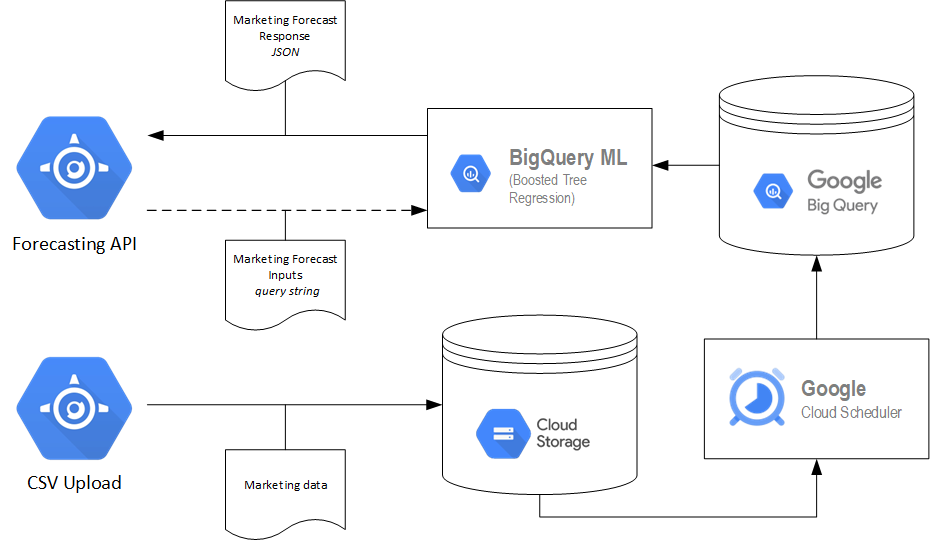 Marketing Forecast
Response
JSON
BigQuery ML
(Boosted Tree
Regression)
Google
Big Query
Forecasting API
Marketing Forecast
Inputs
query string
Cloud
Storage
Google
Cloud Scheduler
CSV Upload
Marketing data